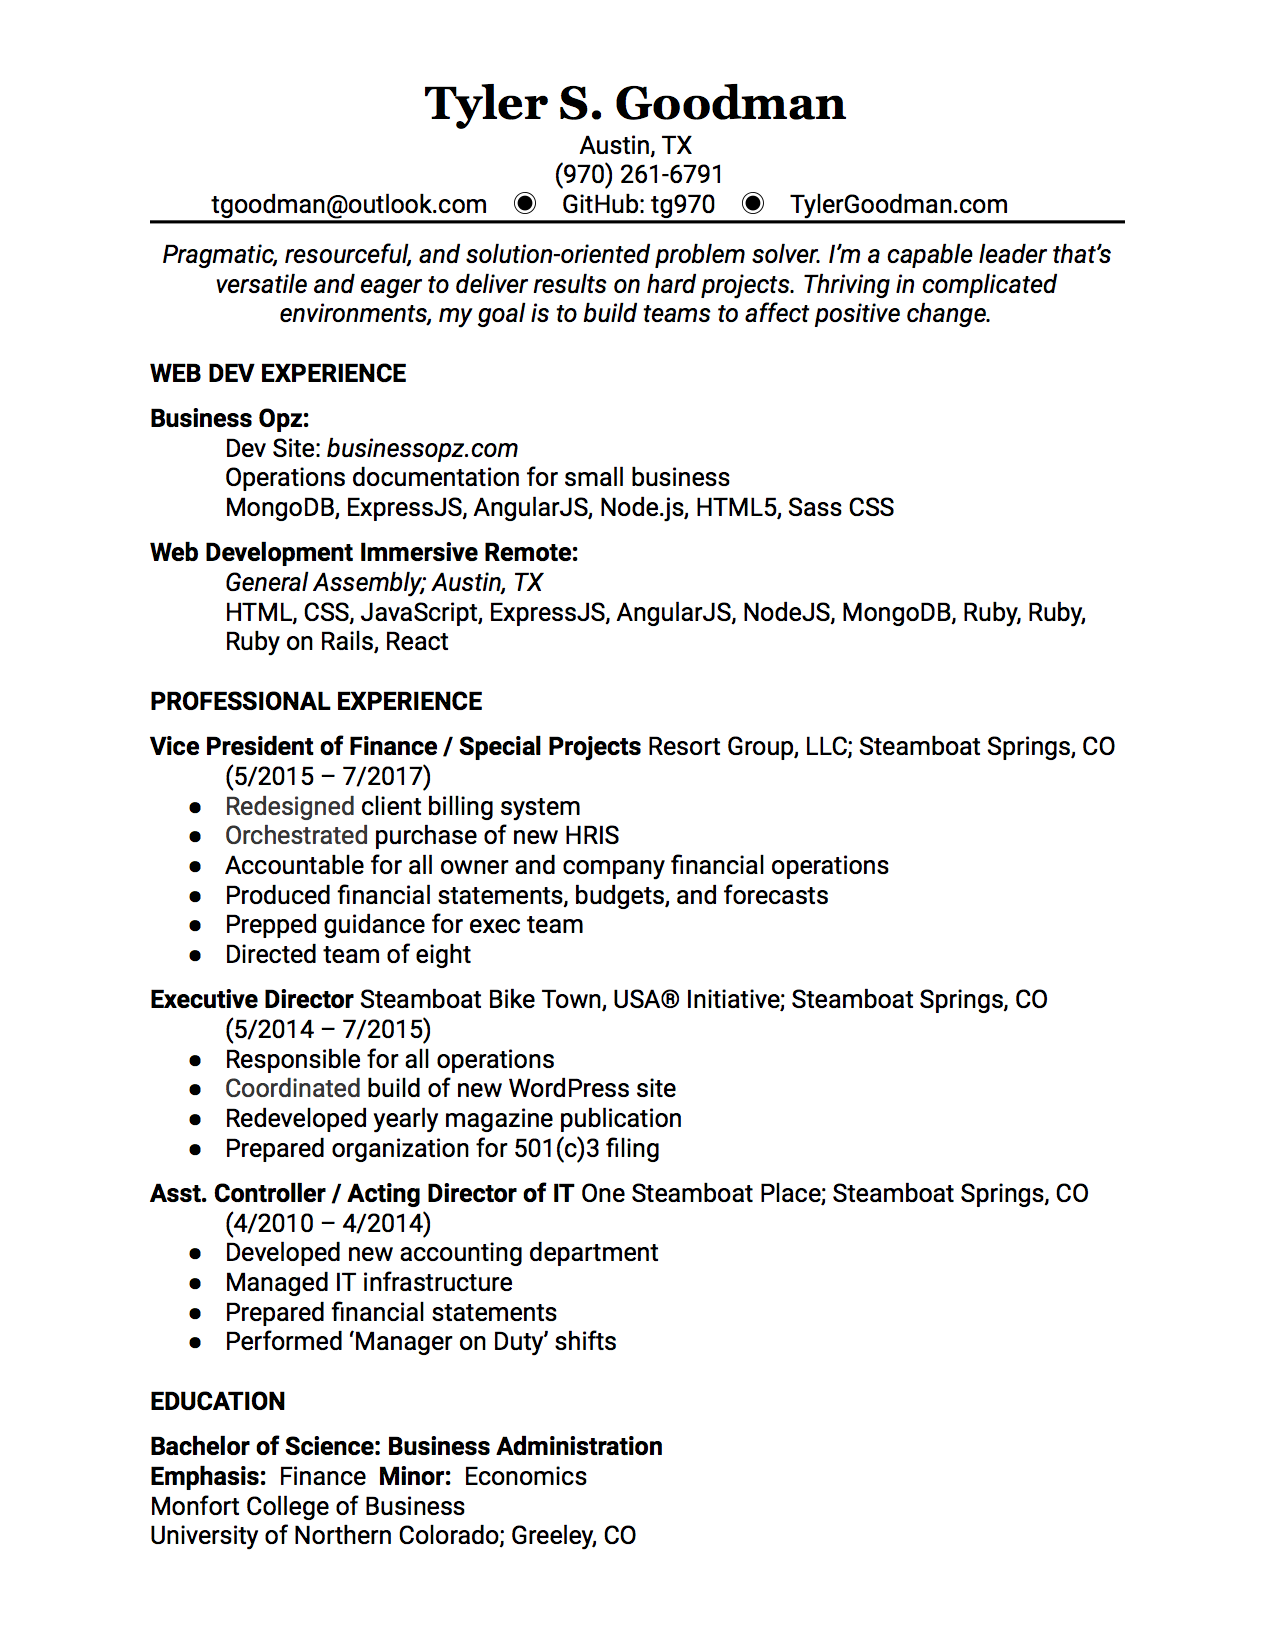 Tyler S. Goodman
Austin, TX
(970) 261-6791
tgoodman@outlook.com ◉ GitHub: tg970 ◉ TylerGoodman.com
Pragmatic, resourceful, and solution-oriented problem solver. I’m a capable leader that’s
versatile and eager to deliver results on hard projects. Thriving in complicated
environments, my goal is to build teams to affect positive change.
WEB DEV EXPERIENCE
Business Opz:
Dev Site: businessopz.com
Operations documentation for small business
MongoDB, ExpressJS, AngularJS, Node.js, HTML5, Sass CSS
Web Development Immersive Remote:
General Assembly; Austin, TX
HTML, CSS, JavaScript, ExpressJS, AngularJS, NodeJS, MongoDB, Ruby, Ruby,
Ruby on Rails, React
PROFESSIONAL EXPERIENCE
Vice President of Finance / Special Projects Resort Group, LLC; Steamboat Springs, CO
(5/2015 – 7/2017)
● Redesigned client billing system
● Orchestrated purchase of new HRIS
● Accountable for all owner and company financial operations
● Produced financial statements, budgets, and forecasts
● Prepped guidance for exec team
● Directed team of eight
Executive Director Steamboat Bike Town, USA® Initiative; Steamboat Springs, CO
(5/2014 – 7/2015)
● Responsible for all operations
● Coordinated build of new WordPress site
● Redeveloped yearly magazine publication
● Prepared organization for 501(c)3 filing
Asst. Controller / Acting Director of IT One Steamboat Place; Steamboat Springs, CO
(4/2010 – 4/2014)
● Developed new accounting department
● Managed IT infrastructure
● Prepared financial statements
● Performed ‘Manager on Duty’ shifts
EDUCATION
Bachelor of Science: Business Administration
Emphasis: Finance Minor: Economics
Monfort College of Business
University of Northern Colorado; Greeley, CO